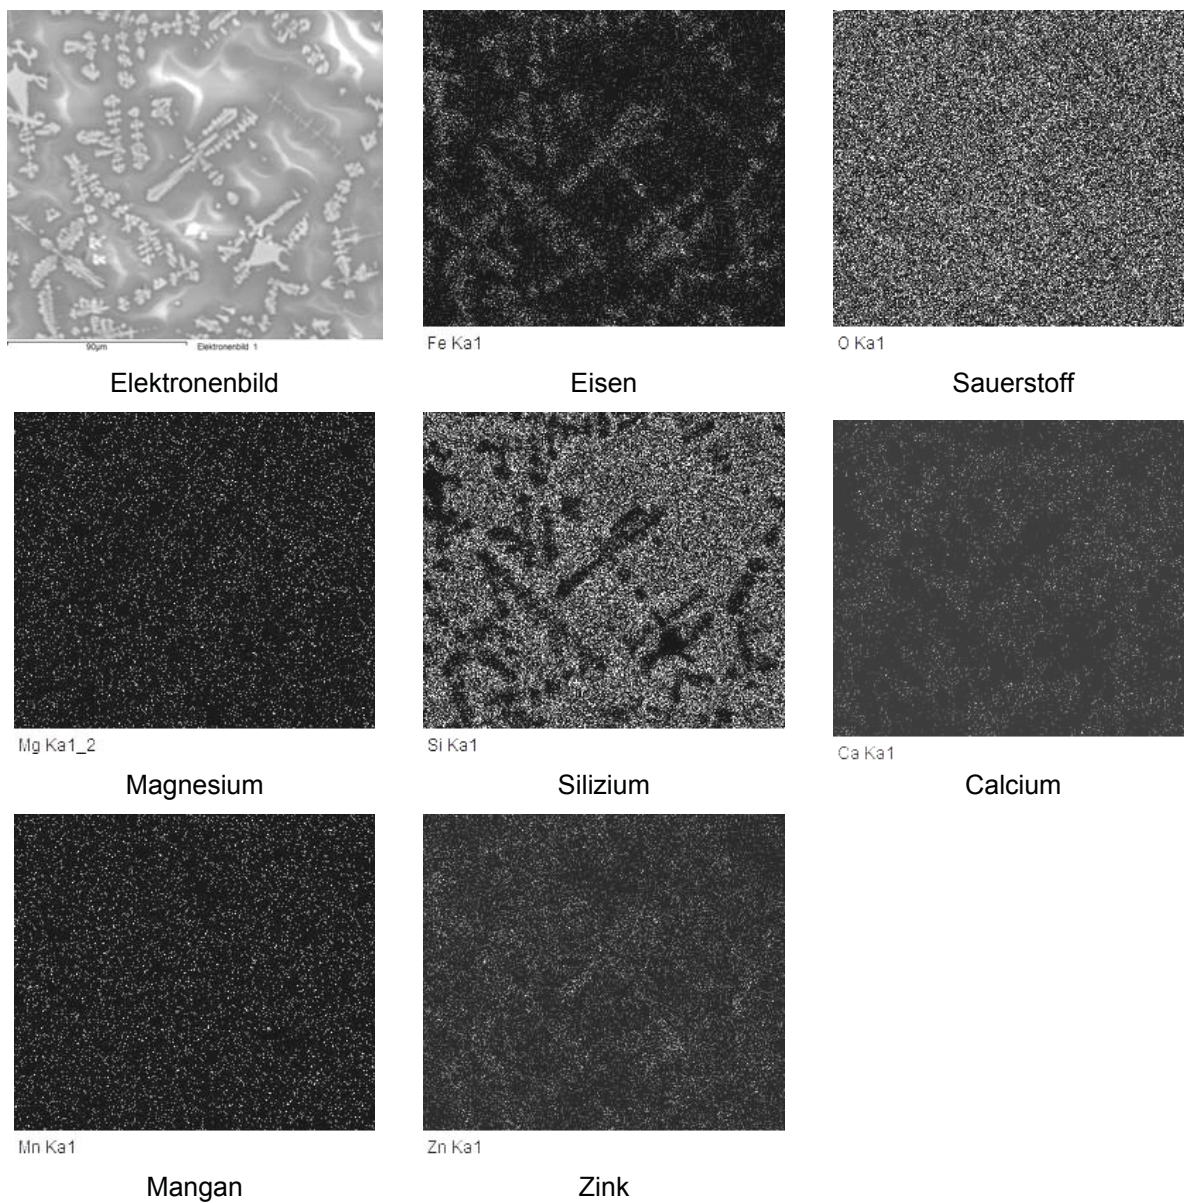 90µm Elektronenbild 1
Fe Ka1
O Ka1
Elektronenbild
Eisen
Sauerstoff
Mg Ka1_2
Si Ka1
Ca Ka1
Magnesium
Silizium
Calcium
Mn Ka1
Zn Ka1
Mangan
Zink